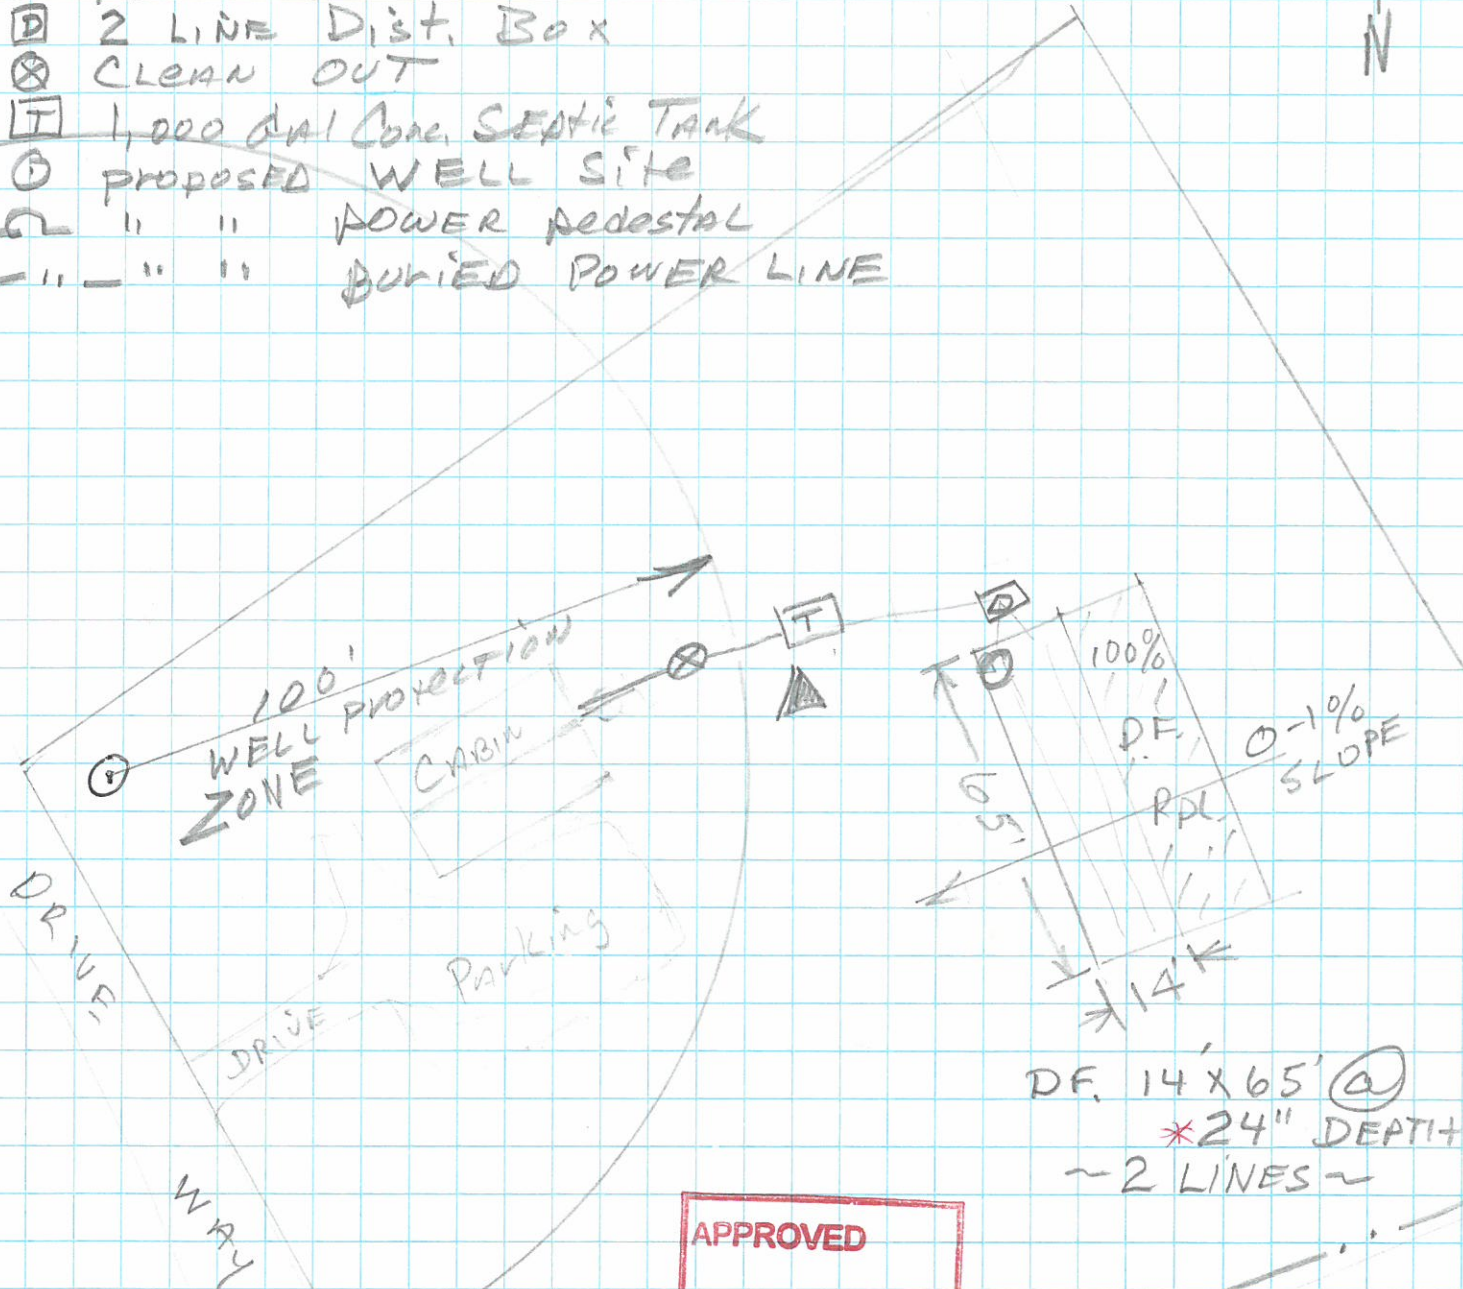 D 2 LINE Dist. Box
CLEAN OUT
T 1,000 GAl Conc. SEptic TANK
proposED WELL Site
" " POWER pedestAL
" " " BURiED POWER LINE
N
100'
WELL protECTION
ZONE
CABIN
T
D
100%
D.F.
Rpl.
0-1%
SLOPE
65'
14'
DRIVE
WAy
DRIVE
PArking
DF. 14' X 65' @
*24" DEPTH
~2 LINES~
APPROVED